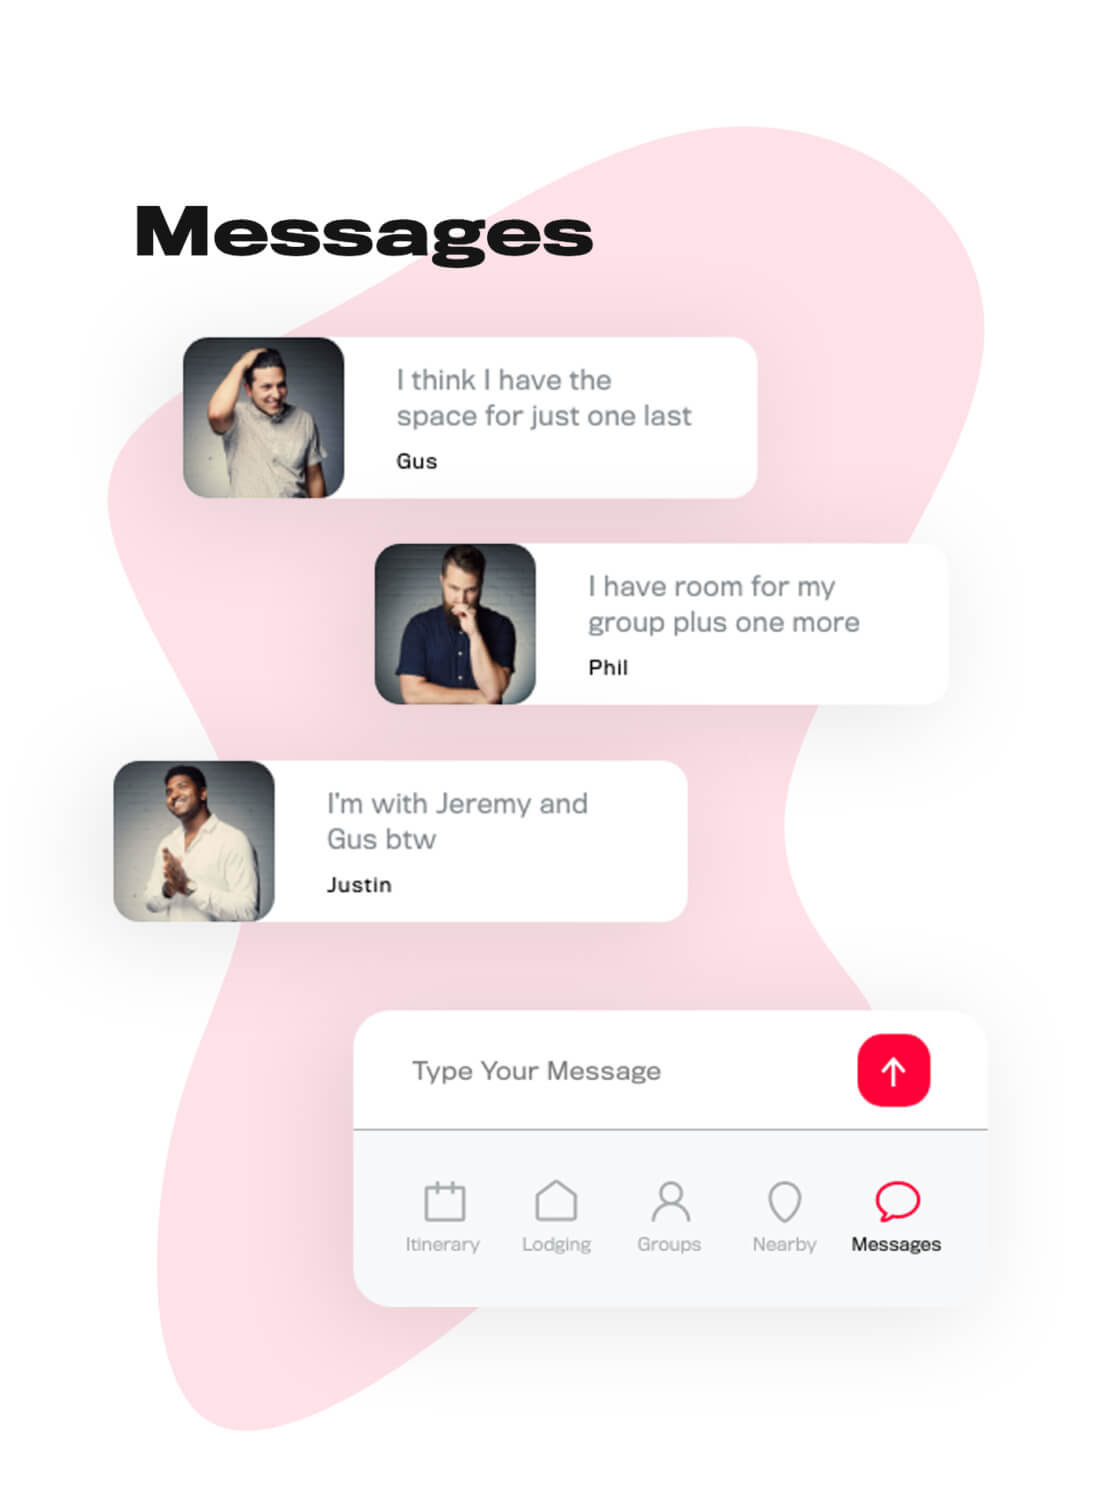 Messages
I think I have the
space for just one last
Gus
I have room for my
group plus one more
Phil
I'm with Jeremy and
Gus btw
Justin
Type Your Message
Itinerary Lodging Groups Nearby Messages